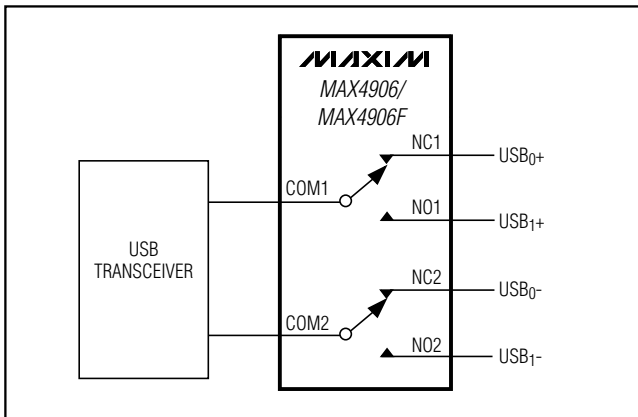 MAXIM
MAX4906/
MAX4906F
NC1
USB0+
COM1
NO1
USB1+
USB
TRANSCEIVER
NC2
USB0-
COM2
NO2
USB1-